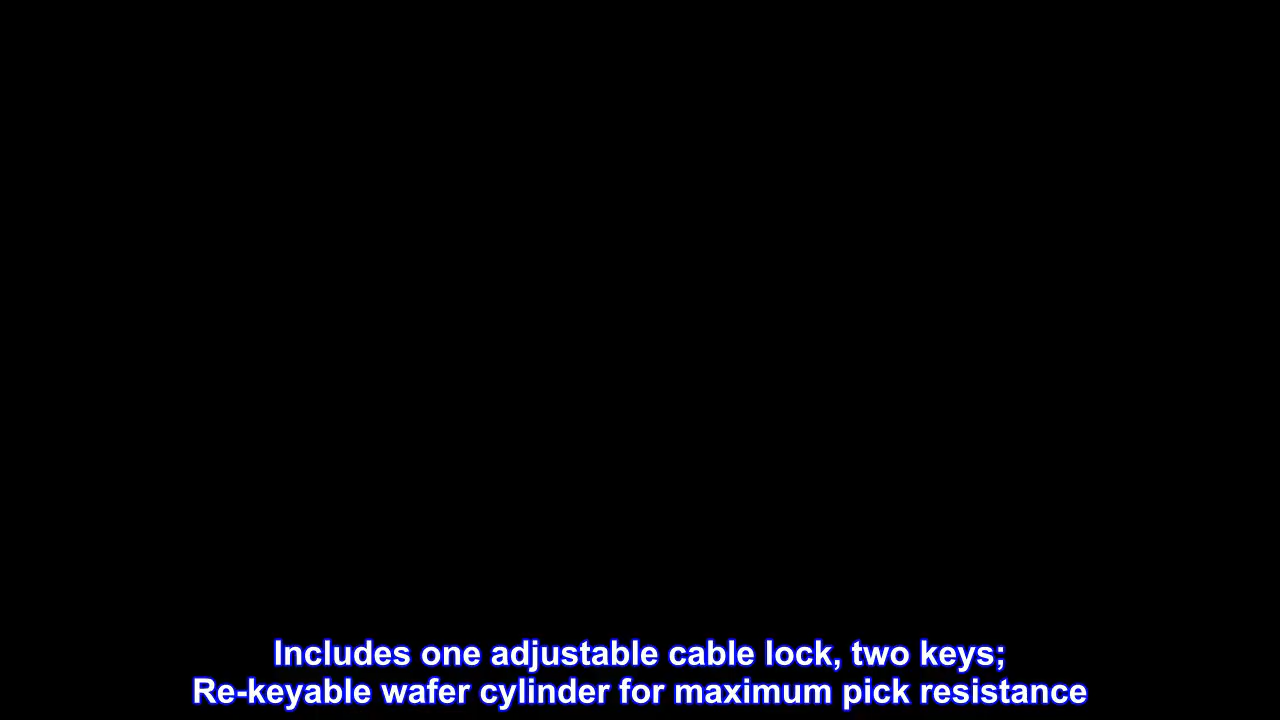 Includes one adjustable cable lock, two keys;
Re-keyable wafer cylinder for maximum pick resistance